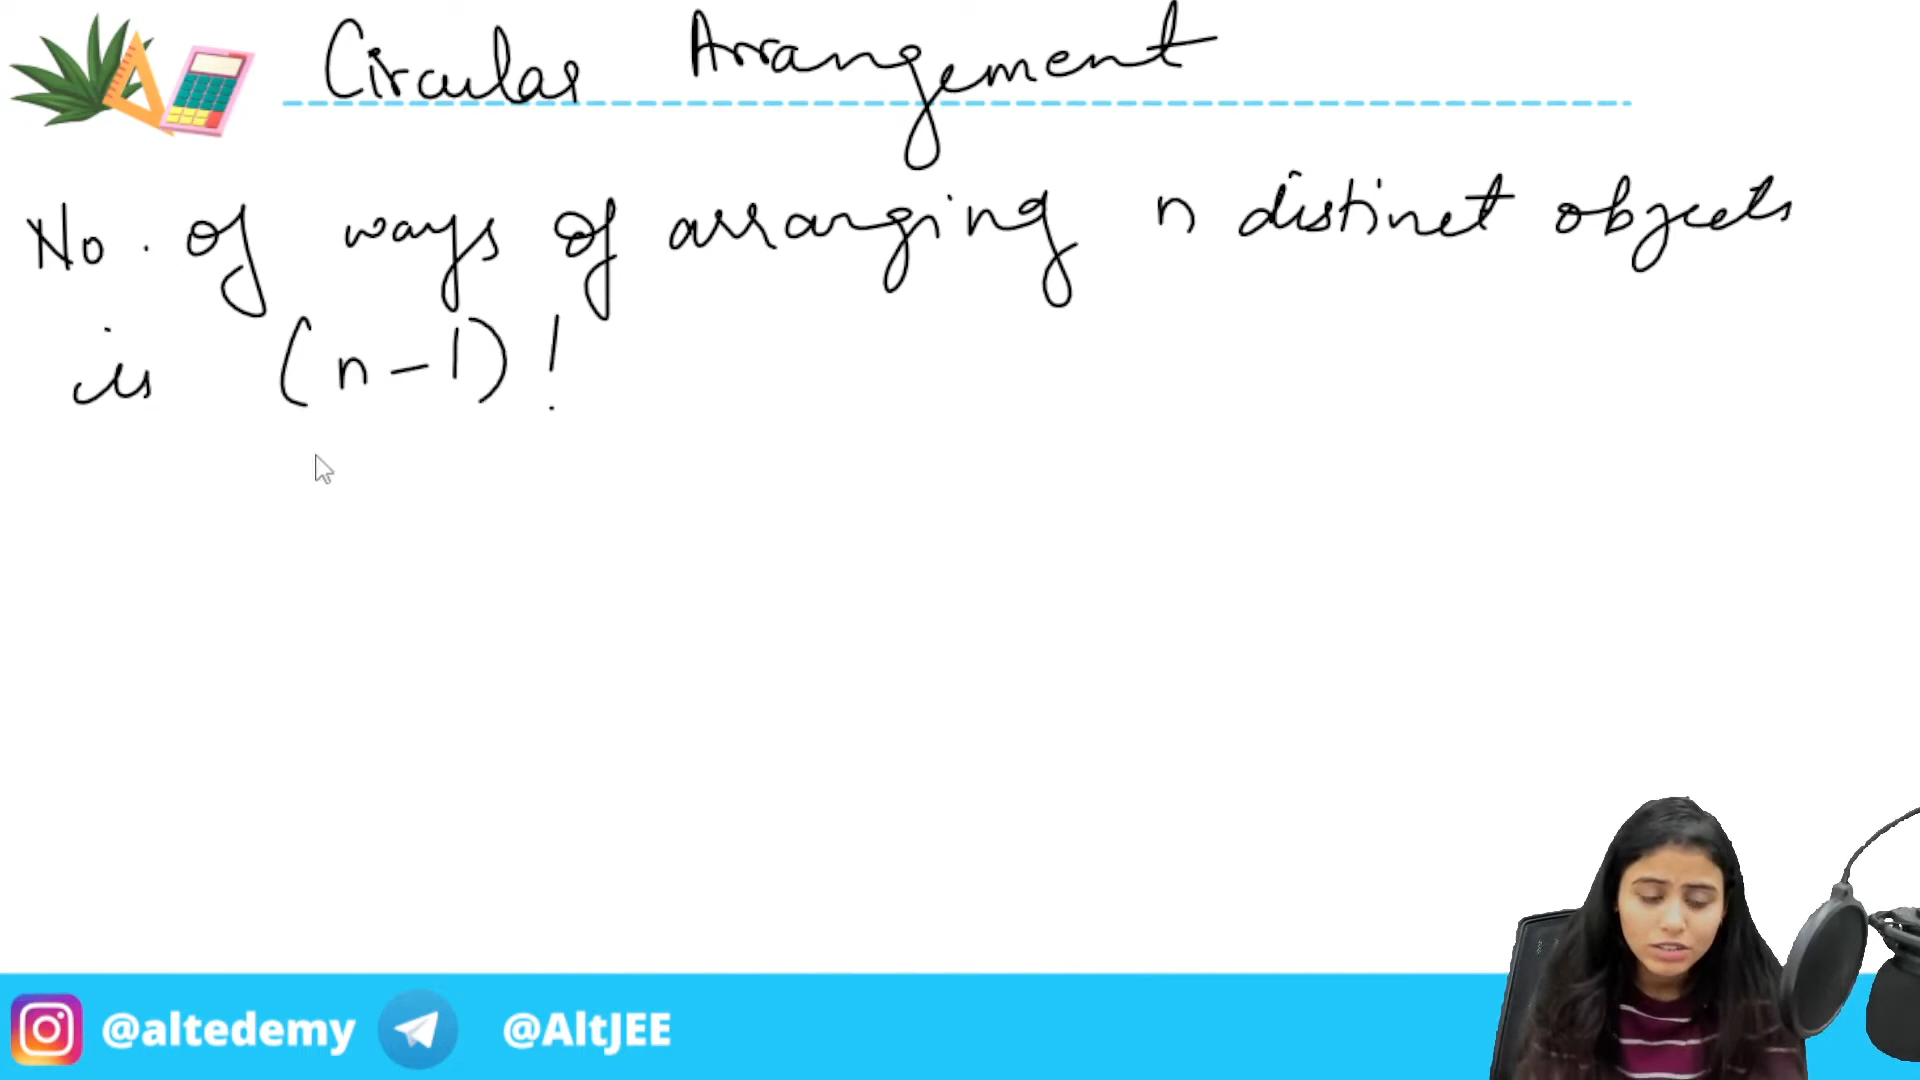 Circular Arrangement
No. of ways of arranging n distinct objects
is (n-1)!
@altedemy @AltJEE